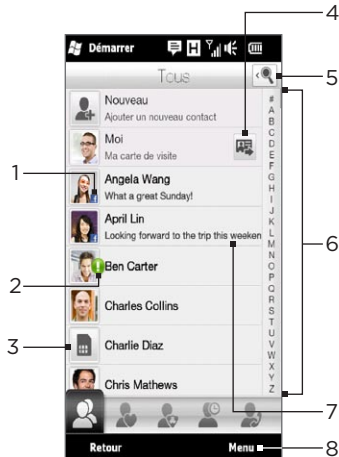 4
Démarrer
H
Tous
5
Nouveau
Ajouter un nouveau contact
Moi
Ma carte de visite
1
Angela Wang
What a great Sunday!
April Lin
Looking forward to the trip this weeken
2
Ben Carter
Charles Collins
3
Charlie Diaz
Chris Mathews
#
A
B
C
D
E
F
G
H
I
J
K
L
M
N
O
P
Q
R
S
T
U
V
W
X
Y
Z
6
7
Retour
Menu
8